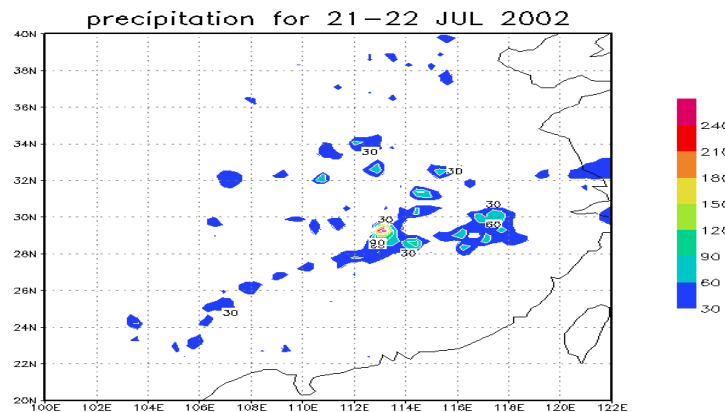 precipitation for 21-22 JUL 2002
40N
38N
36N
34N
32N
30N
28N
26N
24N
22N
20N
30
30
30
30
60
90
30
30
100E
102E
104E
106E
108E
110E
112E
114E
116E
118E
120E
122E
240
210
180
150
120
90
60
30